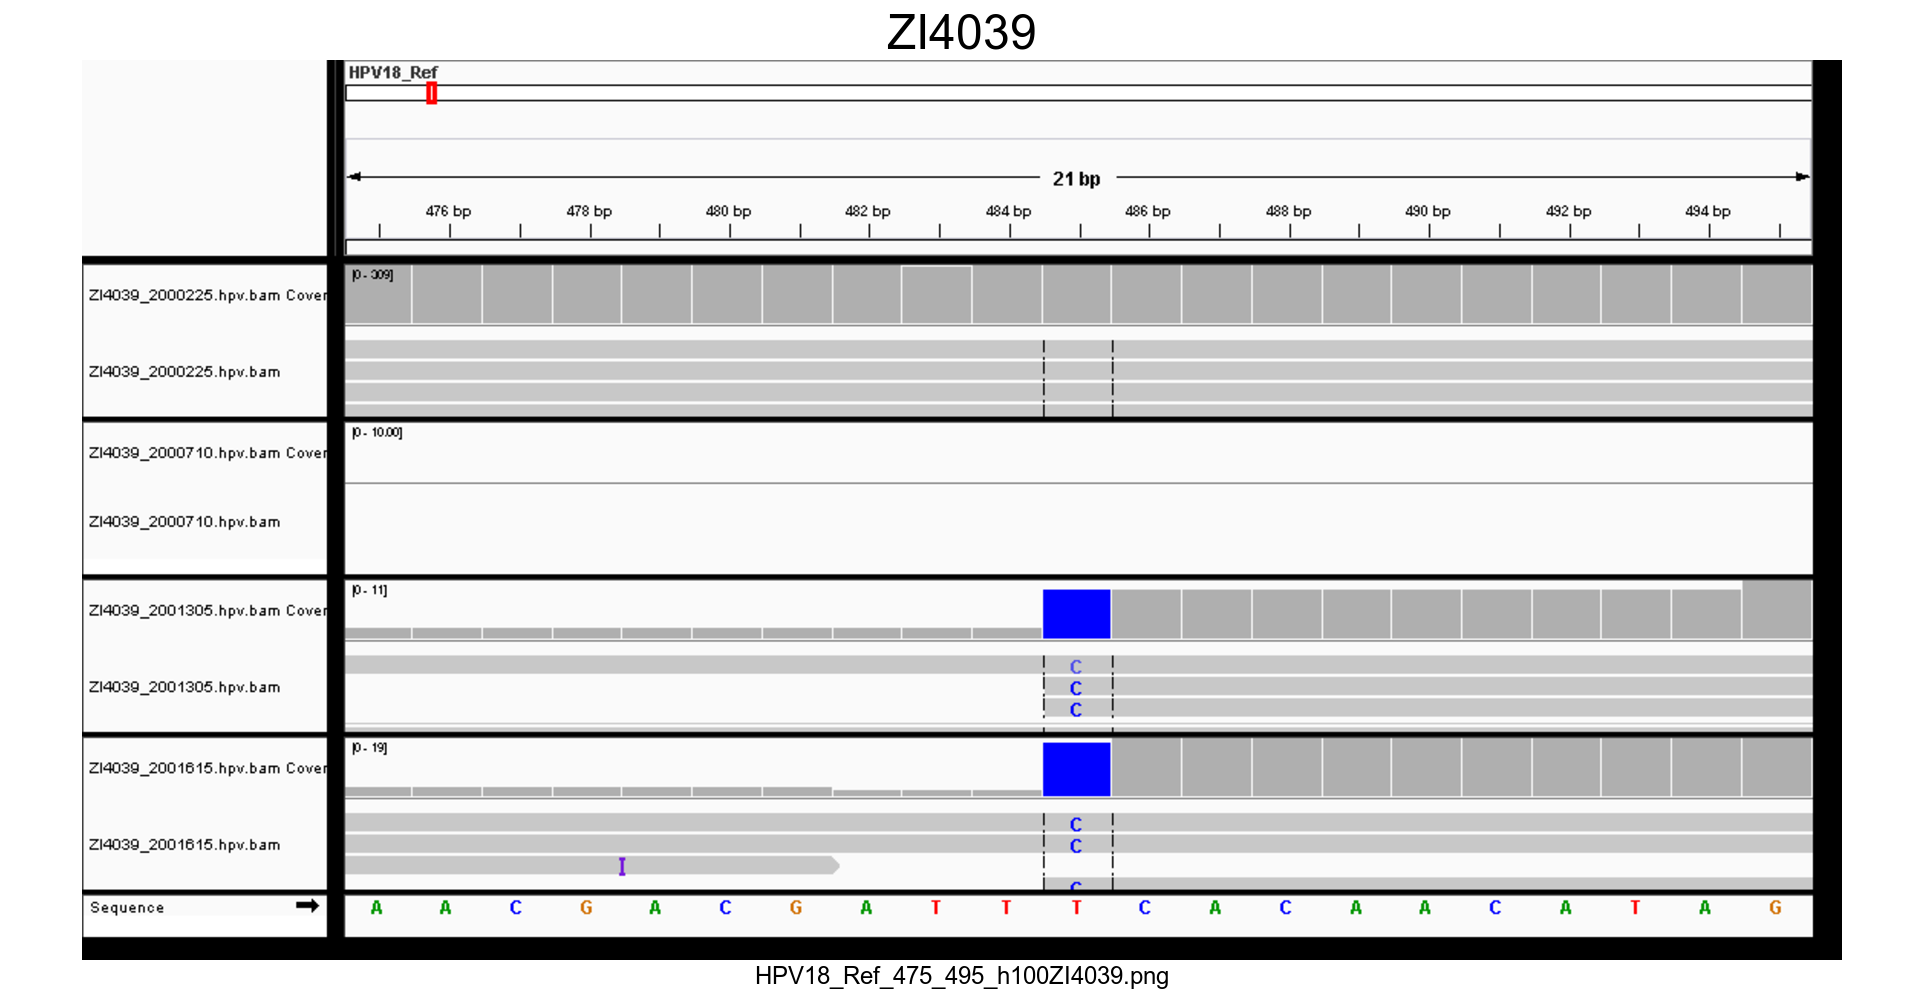 ZI4039
HPV18_Ref
21 bp
476 bp 478 bp 480 bp 482 bp 484 bp 486 bp 488 bp 490 bp 492 bp 494 bp
[0 - 309]
ZI4039_2000225.hpv.bam Cover
ZI4039_2000225.hpv.bam
[0 - 10.00]
ZI4039_2000710.hpv.bam Cover
ZI4039_2000710.hpv.bam
[0 - 11]
ZI4039_2001305.hpv.bam Cover
C
ZI4039_2001305.hpv.bam C
C
[0 - 19]
ZI4039_2001615.hpv.bam Cover
C
ZI4039_2001615.hpv.bam C
I
C
Sequence A A C G A C G A T T T C A C A A C A T A G
HPV18_Ref_475_495_h100ZI4039.png